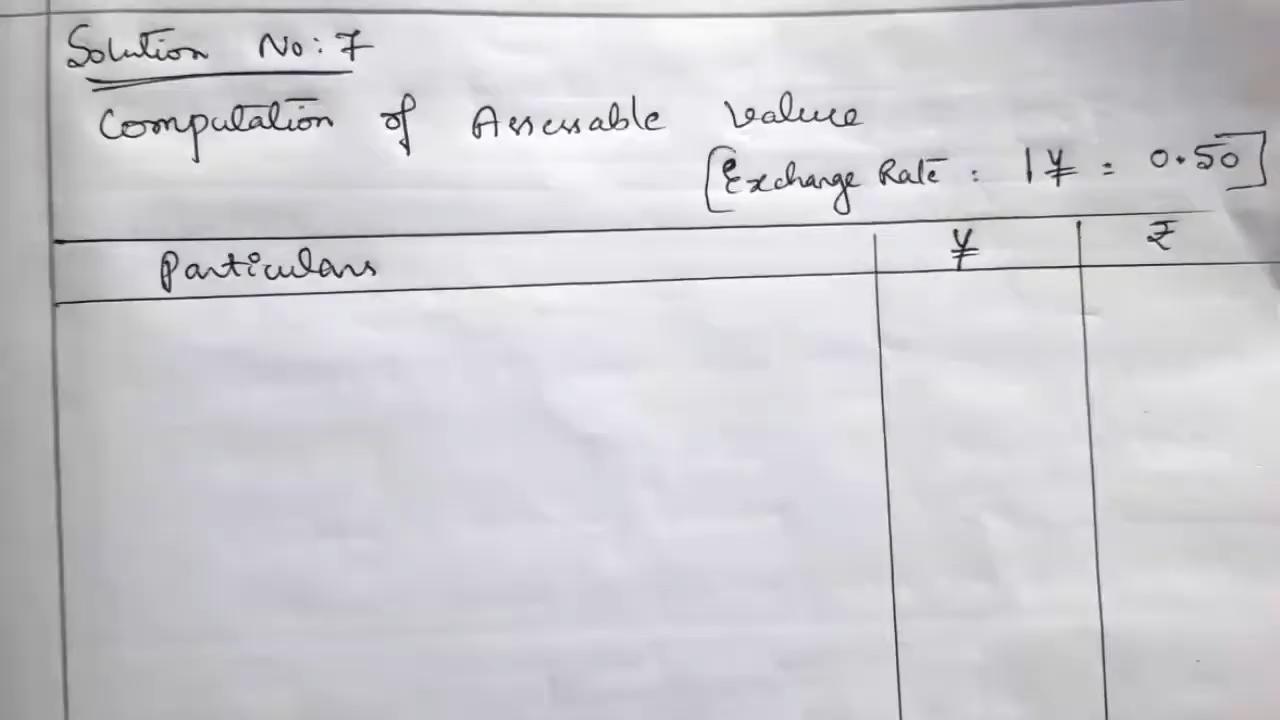 Solution No: 7
Computation of Assessable Value
[Exchange Rate: 1 ¥ = 0.50]
Particulars ¥ ₹